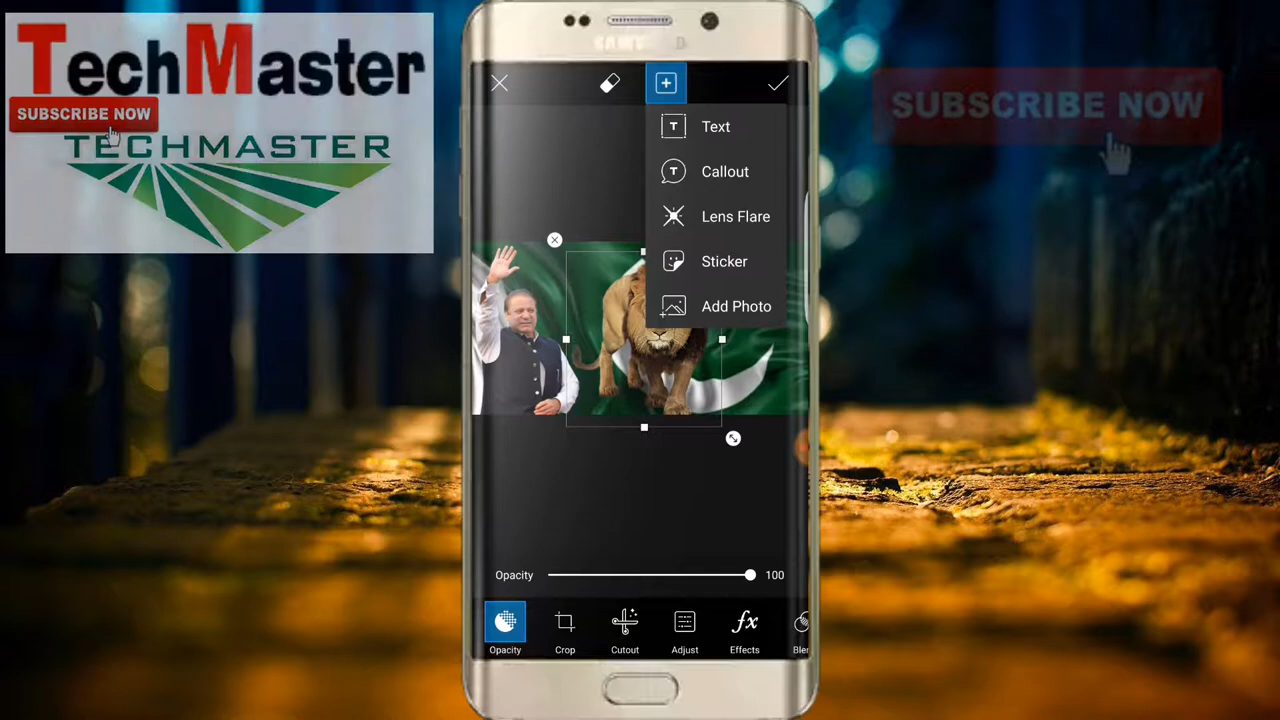 TechMaster
SUBSCRIBE NOW
TECHMASTER
SUBSCRIBE NOW
Text
Callout
Lens Flare
Sticker
Add Photo
Opacity
100
Opacity
Crop
Cutout
Adjust
fx
Effects